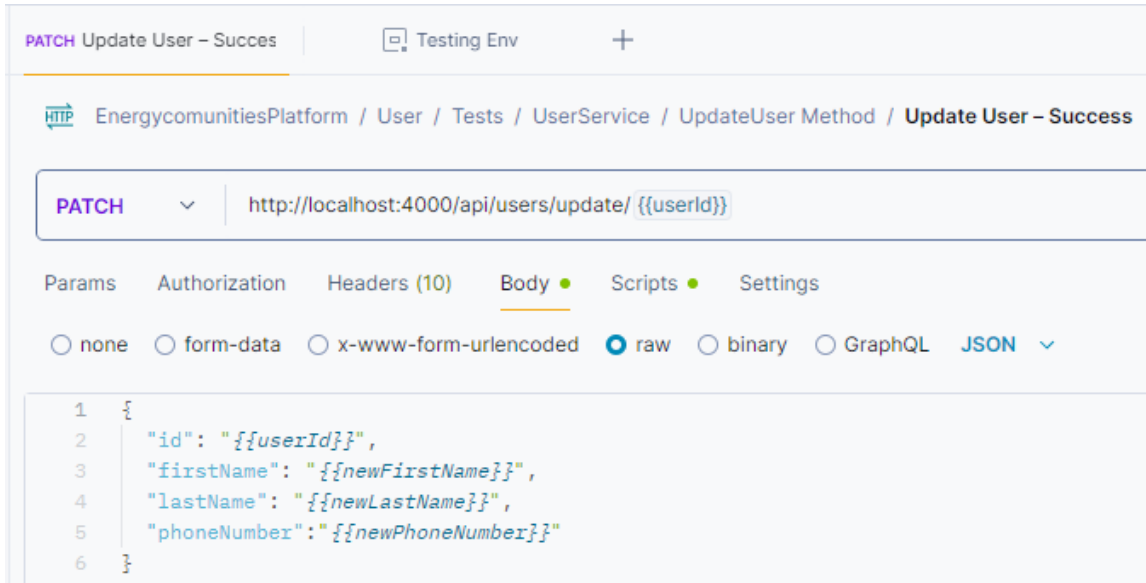 PATCH Update User – Succes Testing Env +
HTTP EnergycomunitiesPlatform / User / Tests / UserService / UpdateUser Method / Update User – Success
PATCH http://localhost:4000/api/users/update/ {{userId}}
Params Authorization Headers (10) Body Scripts Settings
none form-data x-www-form-urlencoded raw binary GraphQL JSON
1 {
2 "id": "{{userId}}",
3 "firstName": "{{newFirstName}}",
4 "lastName": "{{newLastName}}",
5 "phoneNumber":"{{newPhoneNumber}}"
6 }